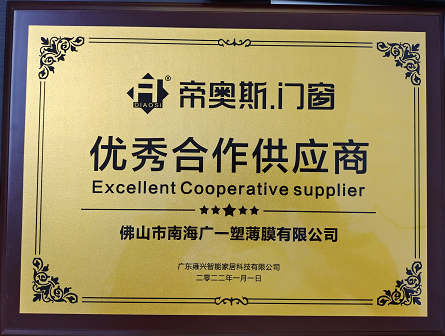 帝奥斯.门窗
DIAOSI®
优秀合作供应商
Excellent Cooperative supplier
佛山市南海广一塑薄膜有限公司
广东雍兴智能家居科技有限公司
二零二二年一月一日